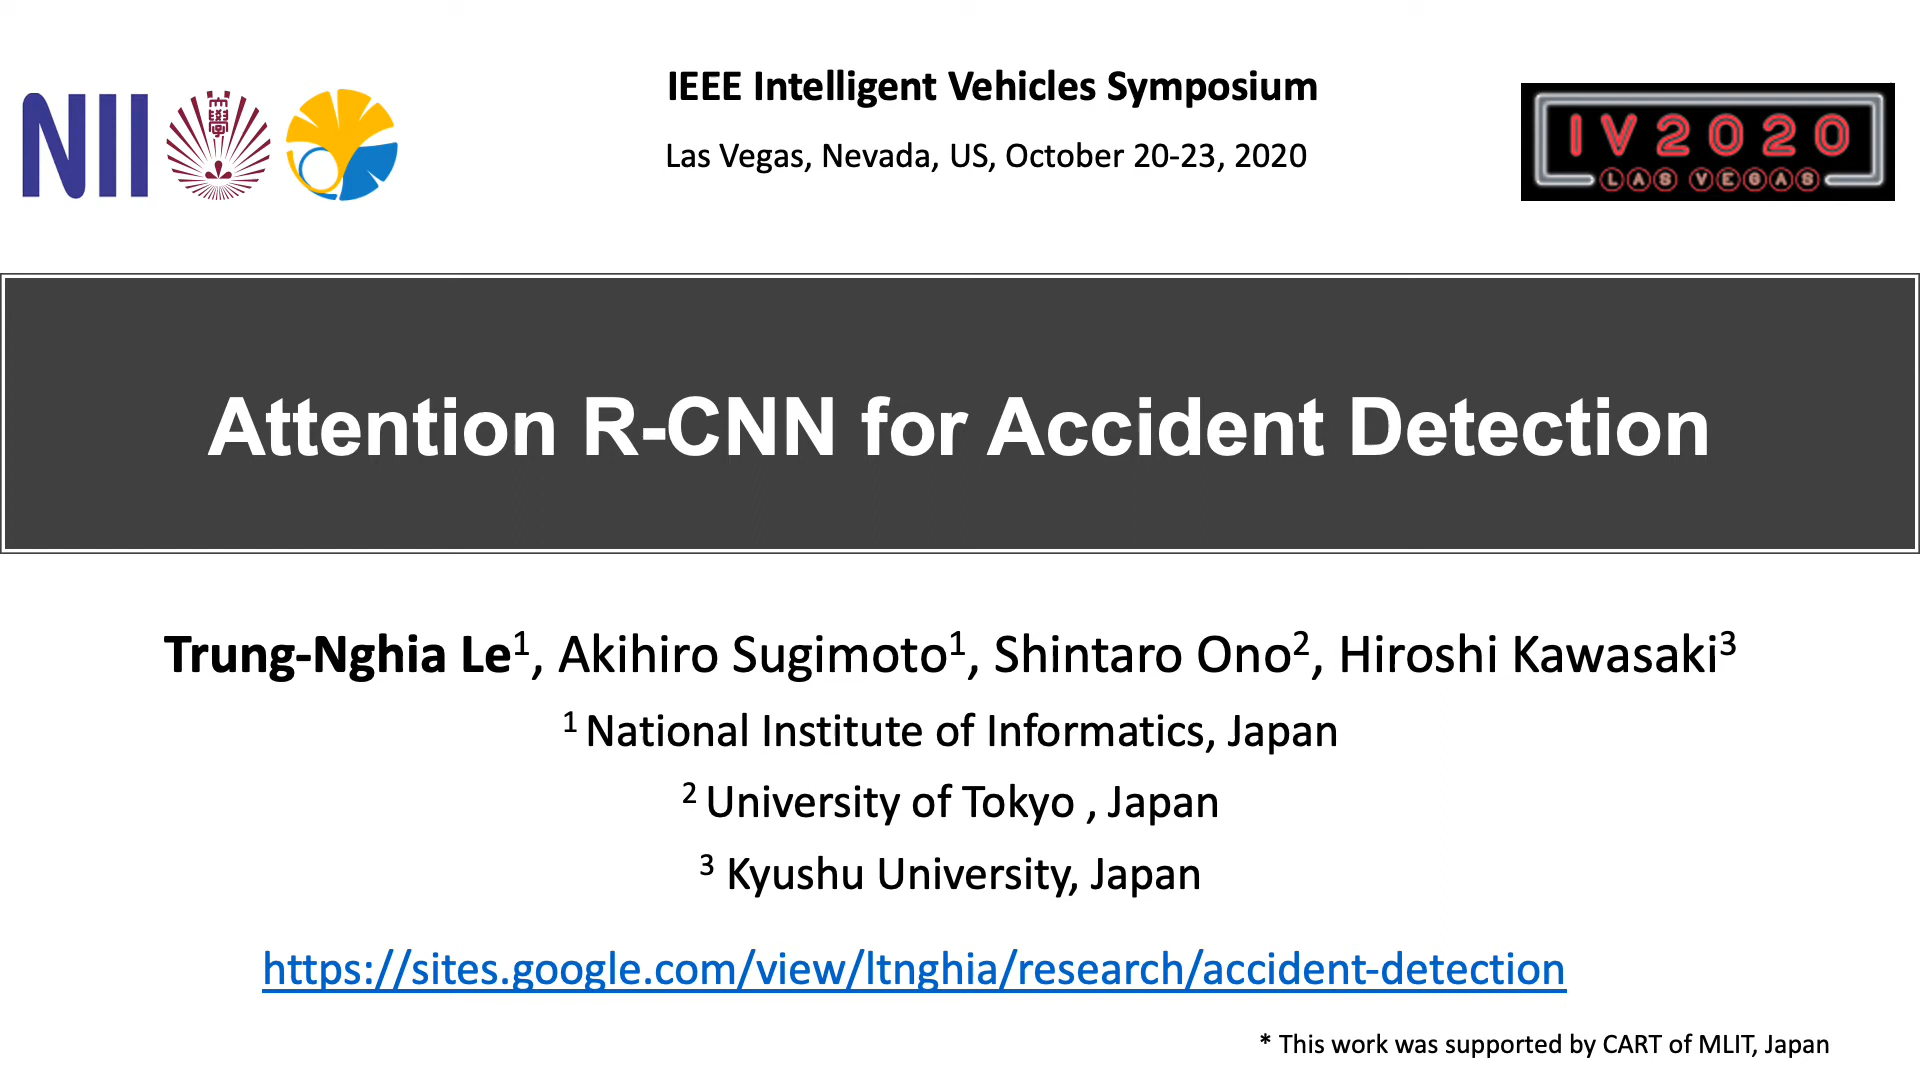 IEEE Intelligent Vehicles Symposium
Las Vegas, Nevada, US, October 20-23, 2020
NII
IV2020
LAS VEGAS
Attention R-CNN for Accident Detection
Trung-Nghia Le¹, Akihiro Sugimoto¹, Shintaro Ono², Hiroshi Kawasaki³
¹ National Institute of Informatics, Japan
² University of Tokyo , Japan
³ Kyushu University, Japan
https://sites.google.com/view/ltnghia/research/accident-detection
* This work was supported by CART of MLIT, Japan